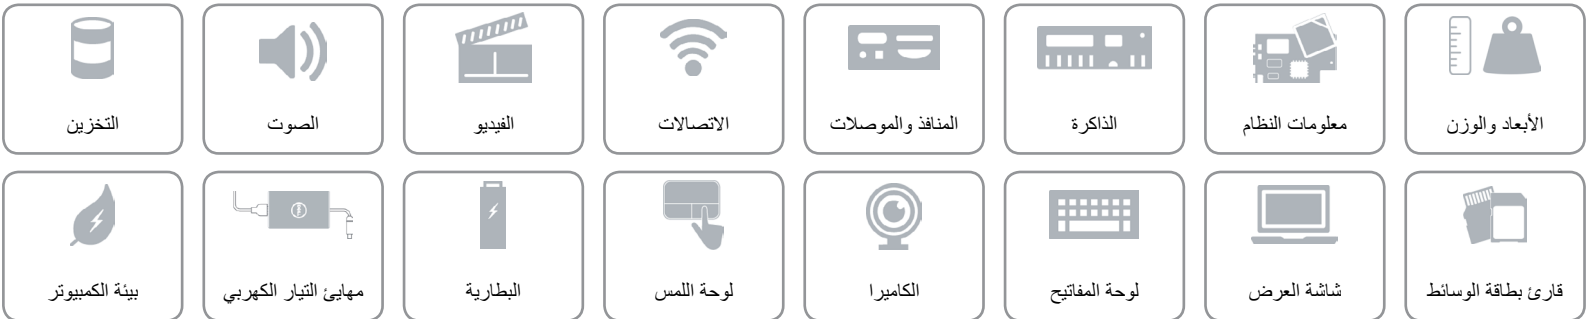 الأبعاد والوزن
معلومات النظام
الذاكرة
المنافذ والموصلات
الاتصالات
الفيديو
الصوت
التخزين
قارئ بطاقة الوسائط
شاشة العرض
لوحة المفاتيح
الكاميرا
لوحة اللمس
البطارية
مهايئ التيار الكهربي
بيئة الكمبيوتر